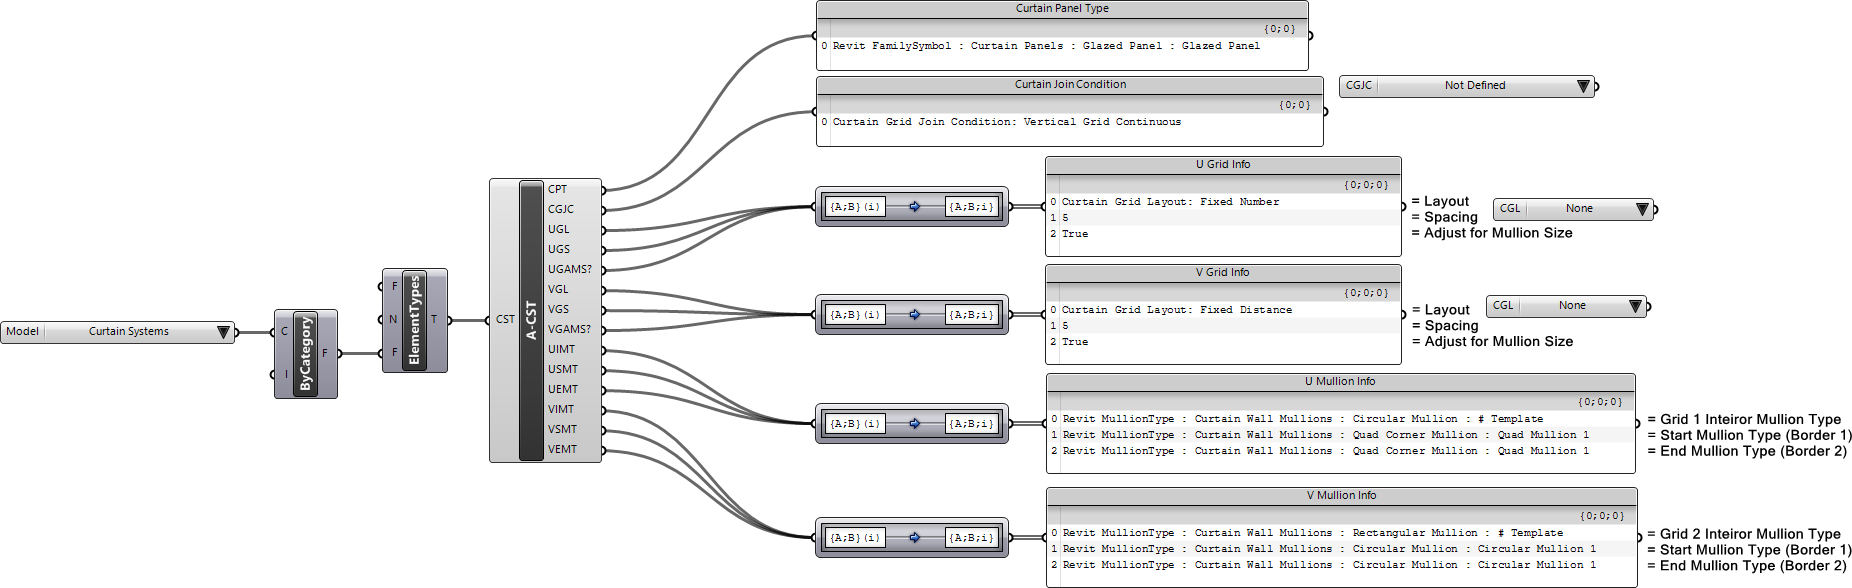 Model Curtain Systems
C
I
ByCategory
F
F
N
F
ElementTypes
T
CST
A-CST
CPT
CGJC
UGL
UGS
UGAMS?
VGL
VGS
VGAMS?
UIMT
USMT
UEMT
VIMT
VSMT
VEMT
Curtain Panel Type
{0;0}
0 Revit FamilySymbol : Curtain Panels : Glazed Panel : Glazed Panel
Curtain Join Condition
{0;0}
0 Curtain Grid Join Condition: Vertical Grid Continuous
CGJC Not Defined
{A;B}(i) {A;B;i}
U Grid Info
{0;0;0}
0 Curtain Grid Layout: Fixed Number
1 5
2 True
= Layout
= Spacing
= Adjust for Mullion Size
CGL None
{A;B}(i) {A;B;i}
V Grid Info
{0;0;0}
0 Curtain Grid Layout: Fixed Distance
1 5
2 True
= Layout
= Spacing
= Adjust for Mullion Size
CGL None
{A;B}(i) {A;B;i}
U Mullion Info
{0;0;0}
0 Revit MullionType : Curtain Wall Mullions : Circular Mullion : # Template
1 Revit MullionType : Curtain Wall Mullions : Quad Corner Mullion : Quad Mullion 1
2 Revit MullionType : Curtain Wall Mullions : Quad Corner Mullion : Quad Mullion 1
= Grid 1 Inteiror Mullion Type
= Start Mullion Type (Border 1)
= End Mullion Type (Border 2)
{A;B}(i) {A;B;i}
V Mullion Info
{0;0;0}
0 Revit MullionType : Curtain Wall Mullions : Rectangular Mullion : # Template
1 Revit MullionType : Curtain Wall Mullions : Circular Mullion : Circular Mullion 1
2 Revit MullionType : Curtain Wall Mullions : Circular Mullion : Circular Mullion 1
= Grid 2 Inteiror Mullion Type
= Start Mullion Type (Border 1)
= End Mullion Type (Border 2)